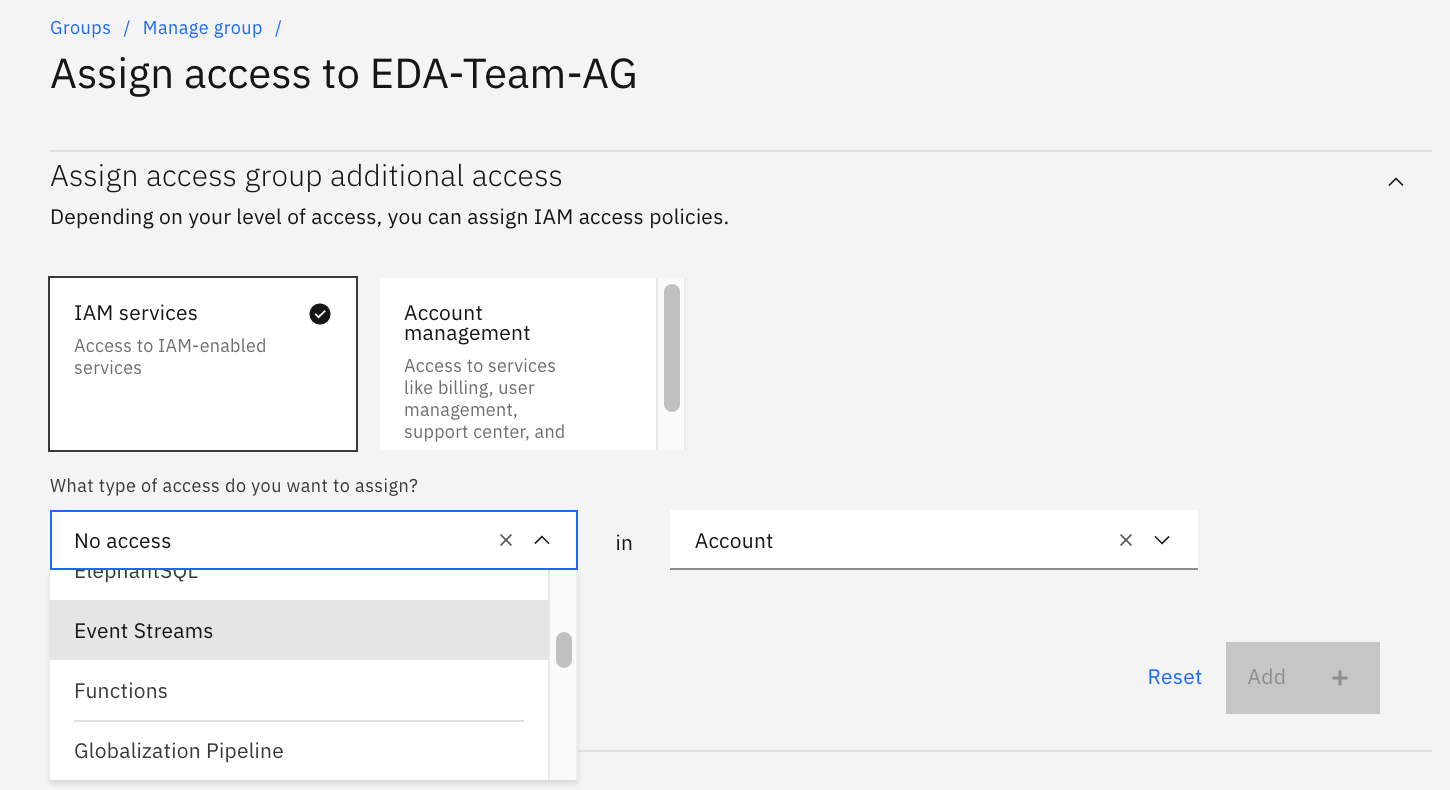 Groups / Manage group /
Assign access to EDA-Team-AG
Assign access group additional access
Depending on your level of access, you can assign IAM access policies.
IAM services
Access to IAM-enabled
services
Account
management
Access to services
like billing, user
management,
support center, and
What type of access do you want to assign?
No access
in
Account
ElephantSQL
Event Streams
Functions
Globalization Pipeline
Reset
Add +